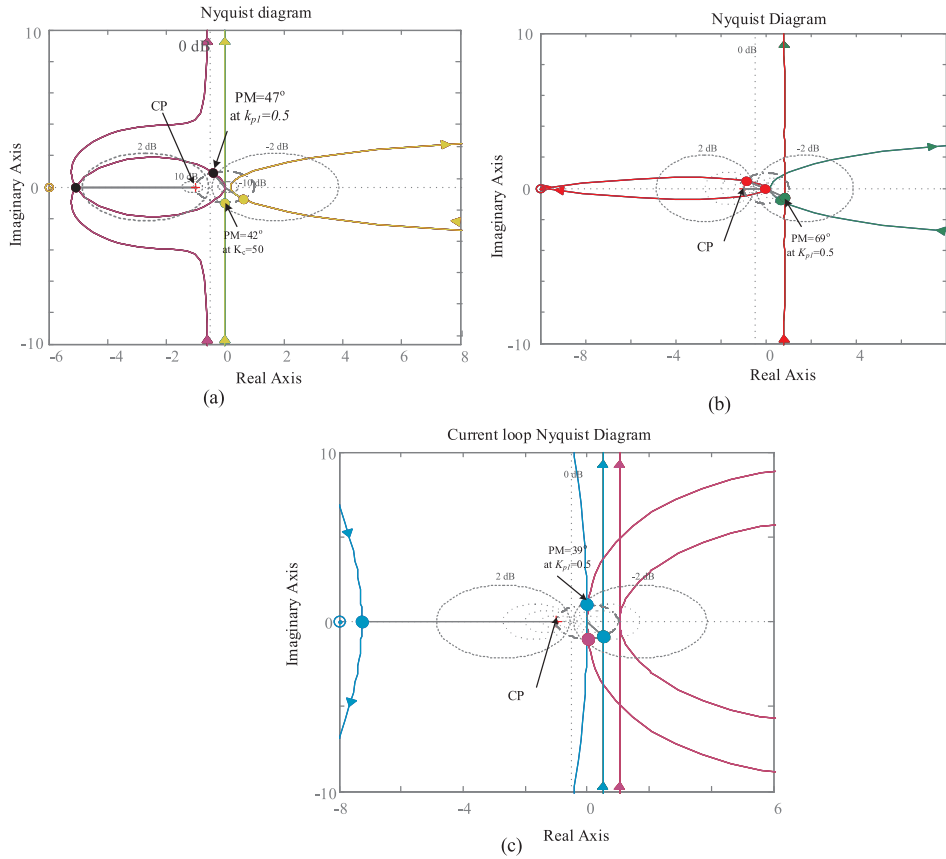 Nyquist diagram
10
0 dB
CP
PM=47°
at kp1=0.5
2 dB
-2 dB
10 dB
-10 dB
0
PM=42°
at Kc=50
-10
-6
-4
-2
0
2
4
6
8
Imaginary Axis
Real Axis
(a)
Nyquist Diagram
10
0 dB
2 dB
-2 dB
0
CP
PM=69°
at Kp1=0.5
-10
-8
-4
0
4
Imaginary Axis
Real Axis
(b)
Current loop Nyquist Diagram
10
0 dB
PM=39°
at Kp1=0.5
2 dB
-2 dB
0
CP
-10
-8
-4
0
6
Imaginary Axis
Real Axis
(c)